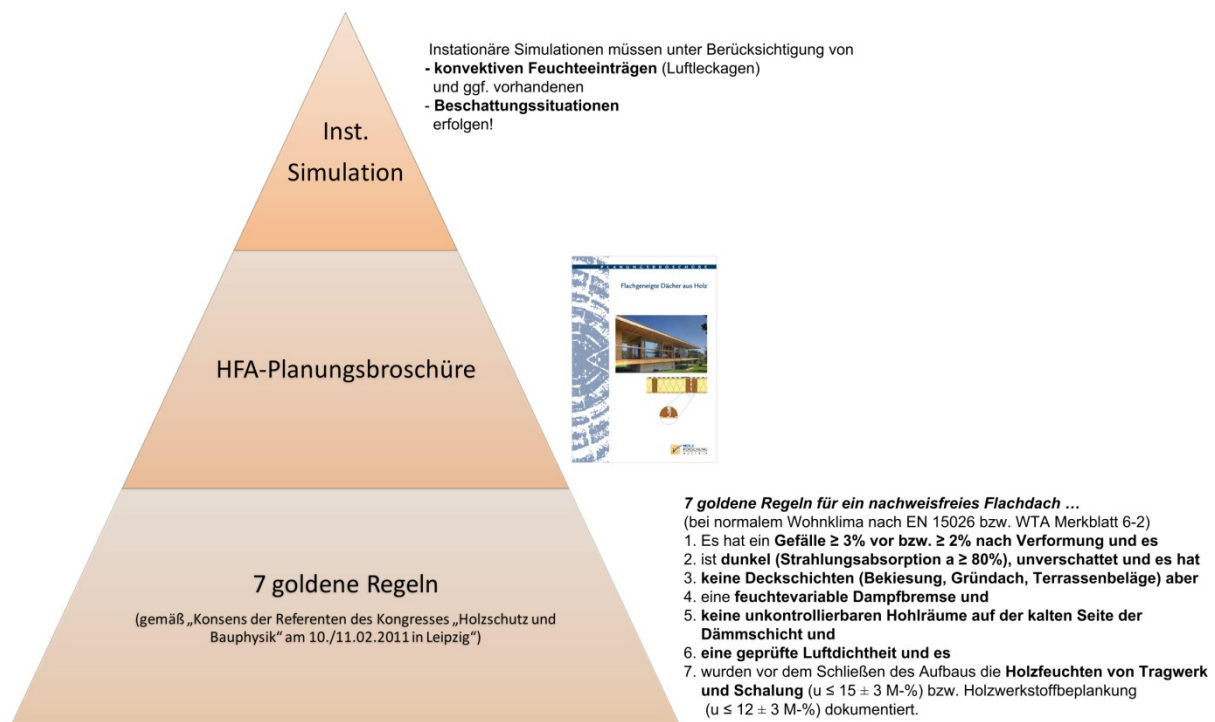 Instationäre Simulationen müssen unter Berücksichtigung von
- konvektiven Feuchteeinträgen (Luftleckagen)
und ggf. vorhandenen
- Beschattungssituationen
erfolgen!
Inst.
Simulation
HFA-Planungsbroschüre
PLANUNGSBROSCHÜRE
Flachgeneigte Dächer aus Holz
HOLZ
FORSCHUNG
AUSTRIA
7 goldene Regeln
(gemäß „Konsens der Referenten des Kongresses „Holzschutz und
Bauphysik“ am 10./11.02.2011 in Leipzig“)
7 goldene Regeln für ein nachweisfreies Flachdach …
(bei normalem Wohnklima nach EN 15026 bzw. WTA Merkblatt 6-2)
1. Es hat ein Gefälle ≥ 3% vor bzw. ≥ 2% nach Verformung und es
2. ist dunkel (Strahlungsabsorption a ≥ 80%), unverschattet und es hat
3. keine Deckschichten (Bekiesung, Gründach, Terrassenbeläge) aber
4. eine feuchtevariable Dampfbremse und
5. keine unkontrollierbaren Hohlräume auf der kalten Seite der
Dämmschicht und
6. eine geprüfte Luftdichtheit und es
7. wurden vor dem Schließen des Aufbaus die Holzfeuchten von Tragwerk
und Schalung (u ≤ 15 ± 3 M-%) bzw. Holzwerkstoffbeplankung
(u ≤ 12 ± 3 M-%) dokumentiert.